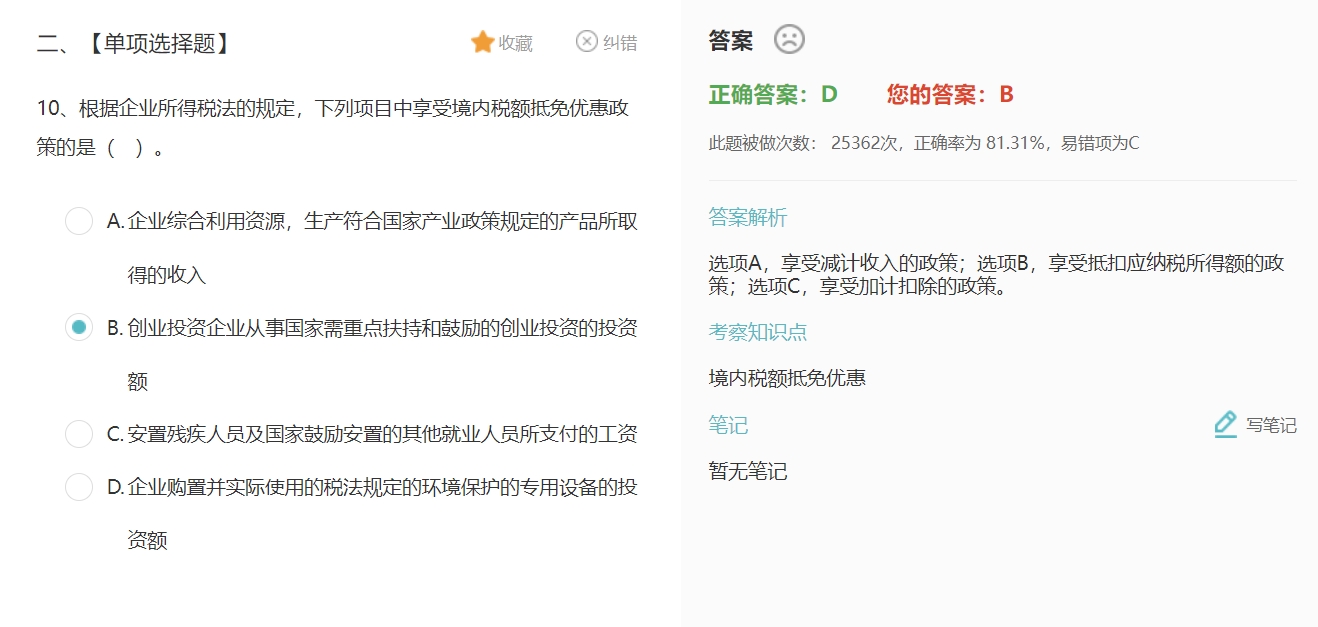 二、【单项选择题】
收藏
纠错
10、根据企业所得税法的规定，下列项目中享受境内税额抵免优惠政
策的是（ ）。
A. 企业综合利用资源，生产符合国家产业政策规定的产品所取
得的收入
B. 创业投资企业从事国家需重点扶持和鼓励的创业投资的投资
额
C. 安置残疾人员及国家鼓励安置的其他就业人员所支付的工资
D. 企业购置并实际使用的税法规定的环境保护的专用设备的投
资额
答案
正确答案：D 您的答案：B
此题被做次数： 25362次，正确率为 81.31%，易错项为C
答案解析
选项A，享受减计收入的政策；选项B，享受抵扣应纳税所得额的政
策；选项C，享受加计扣除的政策。
考察知识点
境内税额抵免优惠
笔记
写笔记
暂无笔记